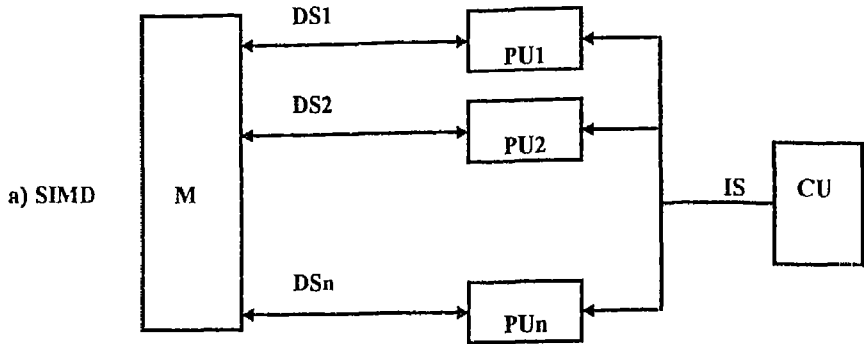 DS1
PU1
DS2
PU2
a) SIMD
M
IS
CU
DSn
PUn